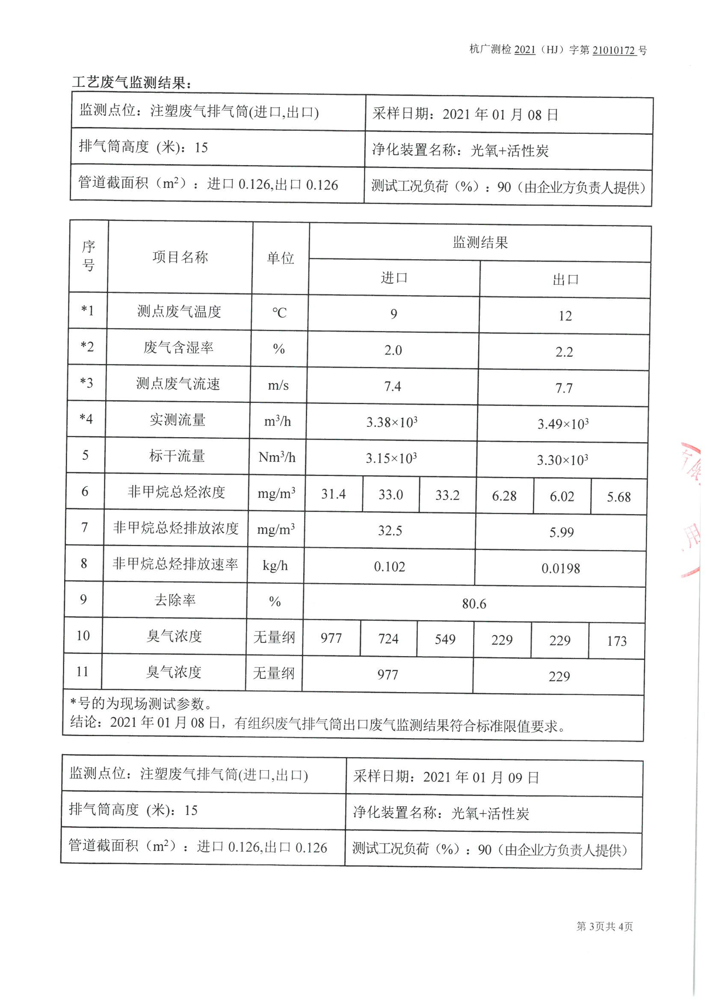 杭广测检 2021（HJ）字第 21010172 号
工艺废气监测结果：
监测点位：注塑废气排气筒(进口,出口) 采样日期：2021 年 01 月 08 日
排气筒高度 (米)：15 净化装置名称：光氧+活性炭
管道截面积（m²）：进口 0.126,出口 0.126 测试工况负荷（%）：90（由企业方负责人提供）
序号 项目名称 单位 监测结果
进口 出口
*1 测点废气温度 ℃ 9 12
*2 废气含湿率 % 2.0 2.2
*3 测点废气流速 m/s 7.4 7.7
*4 实测流量 m³/h 3.38×10³ 3.49×10³
5 标干流量 Nm³/h 3.15×10³ 3.30×10³
6 非甲烷总烃浓度 mg/m³ 31.4 33.0 33.2 6.28 6.02 5.68
7 非甲烷总烃排放浓度 mg/m³ 32.5 5.99
8 非甲烷总烃排放速率 kg/h 0.102 0.0198
9 去除率 % 80.6
10 臭气浓度 无量纲 977 724 549 229 229 173
11 臭气浓度 无量纲 977 229
*号的为现场测试参数。
结论：2021 年 01 月 08 日，有组织废气排气筒出口废气监测结果符合标准限值要求。
监测点位：注塑废气排气筒(进口,出口) 采样日期：2021 年 01 月 09 日
排气筒高度 (米)：15 净化装置名称：光氧+活性炭
管道截面积（m²）：进口 0.126,出口 0.126 测试工况负荷（%）：90（由企业方负责人提供）
第 3页共 4页